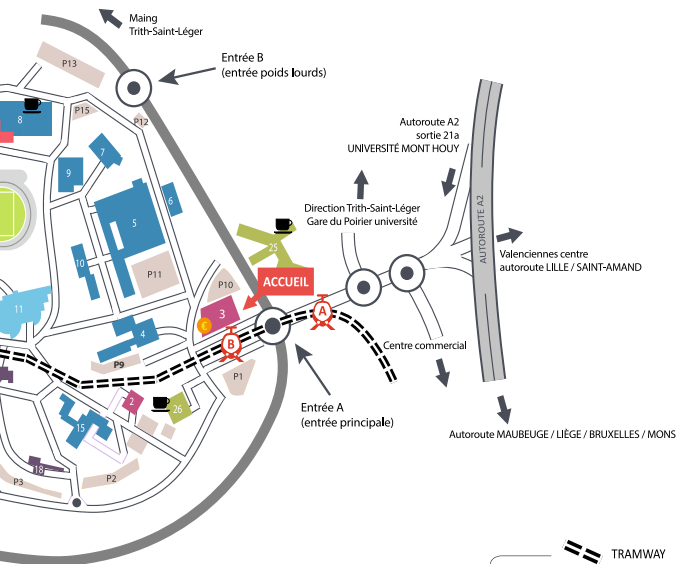 Maing
Trith-Saint-Léger
P13
Entrée B
(entrée poids lourds)
8
P15
P12
Autoroute A2
sortie 21a
UNIVERSITÉ MONT HOUY
7
9
6
5
Direction Trith-Saint-Léger
Gare du Poirier université
AUTOROUTE A2
25
Valenciennes centre
autoroute LILLE / SAINT-AMAND
10
P11
P10
ACCUEIL
11
3
€
A
4
B
Centre commercial
P9
P1
2
26
Entrée A
(entrée principale)
15
Autoroute MAUBEUGE / LIÈGE / BRUXELLES / MONS
18
P3
P2
TRAMWAY